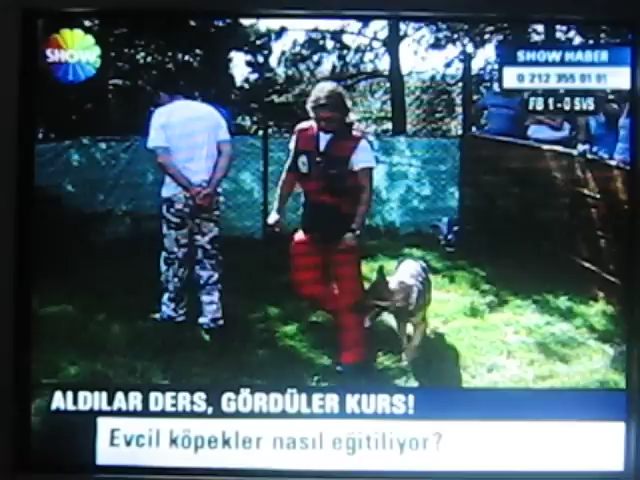 SHOW
SHOW HABER
0 212 355 01 01
FB 1 - 0 SVS
ALDILAR DERS, GÖRDÜLER KURS!
Evcil köpekler nasıl eğitiliyor?